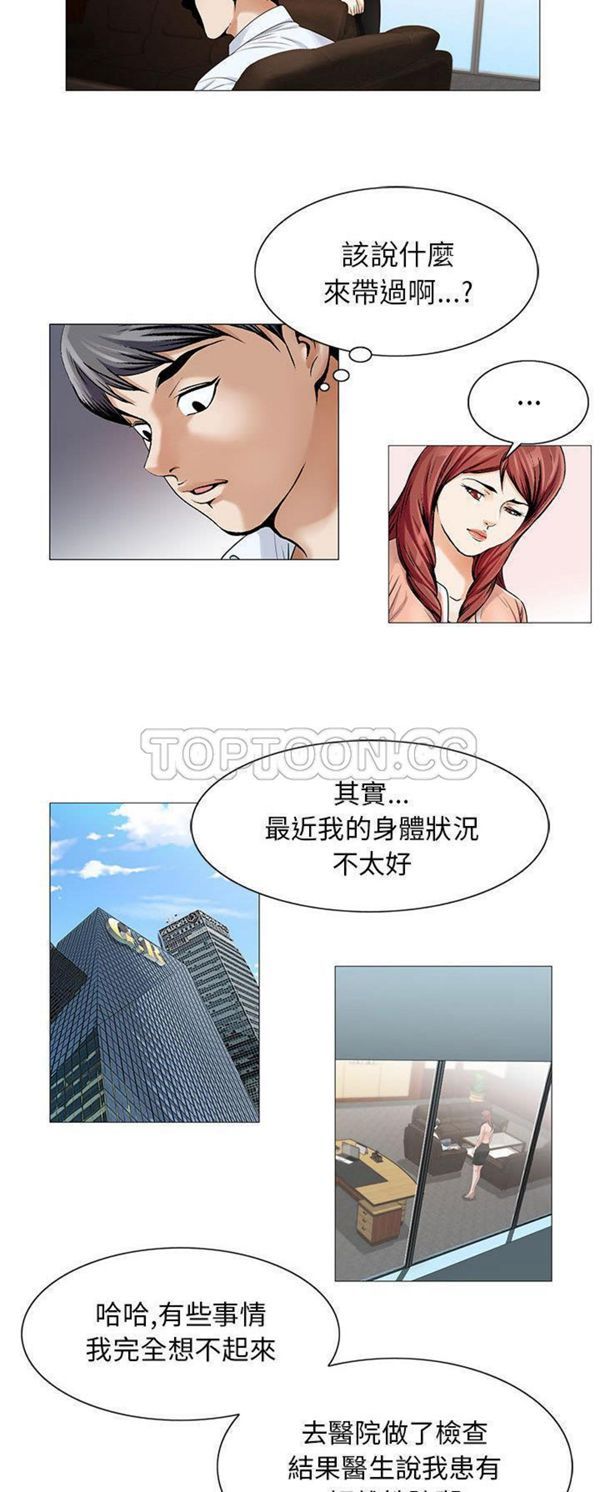 該說什麼
來帶過啊...?
...
TOPTOON.CC
其實...
最近我的身體狀況
不太好
哈哈,有些事情
我完全想不起來
去醫院做了檢查
結果醫生說我患有